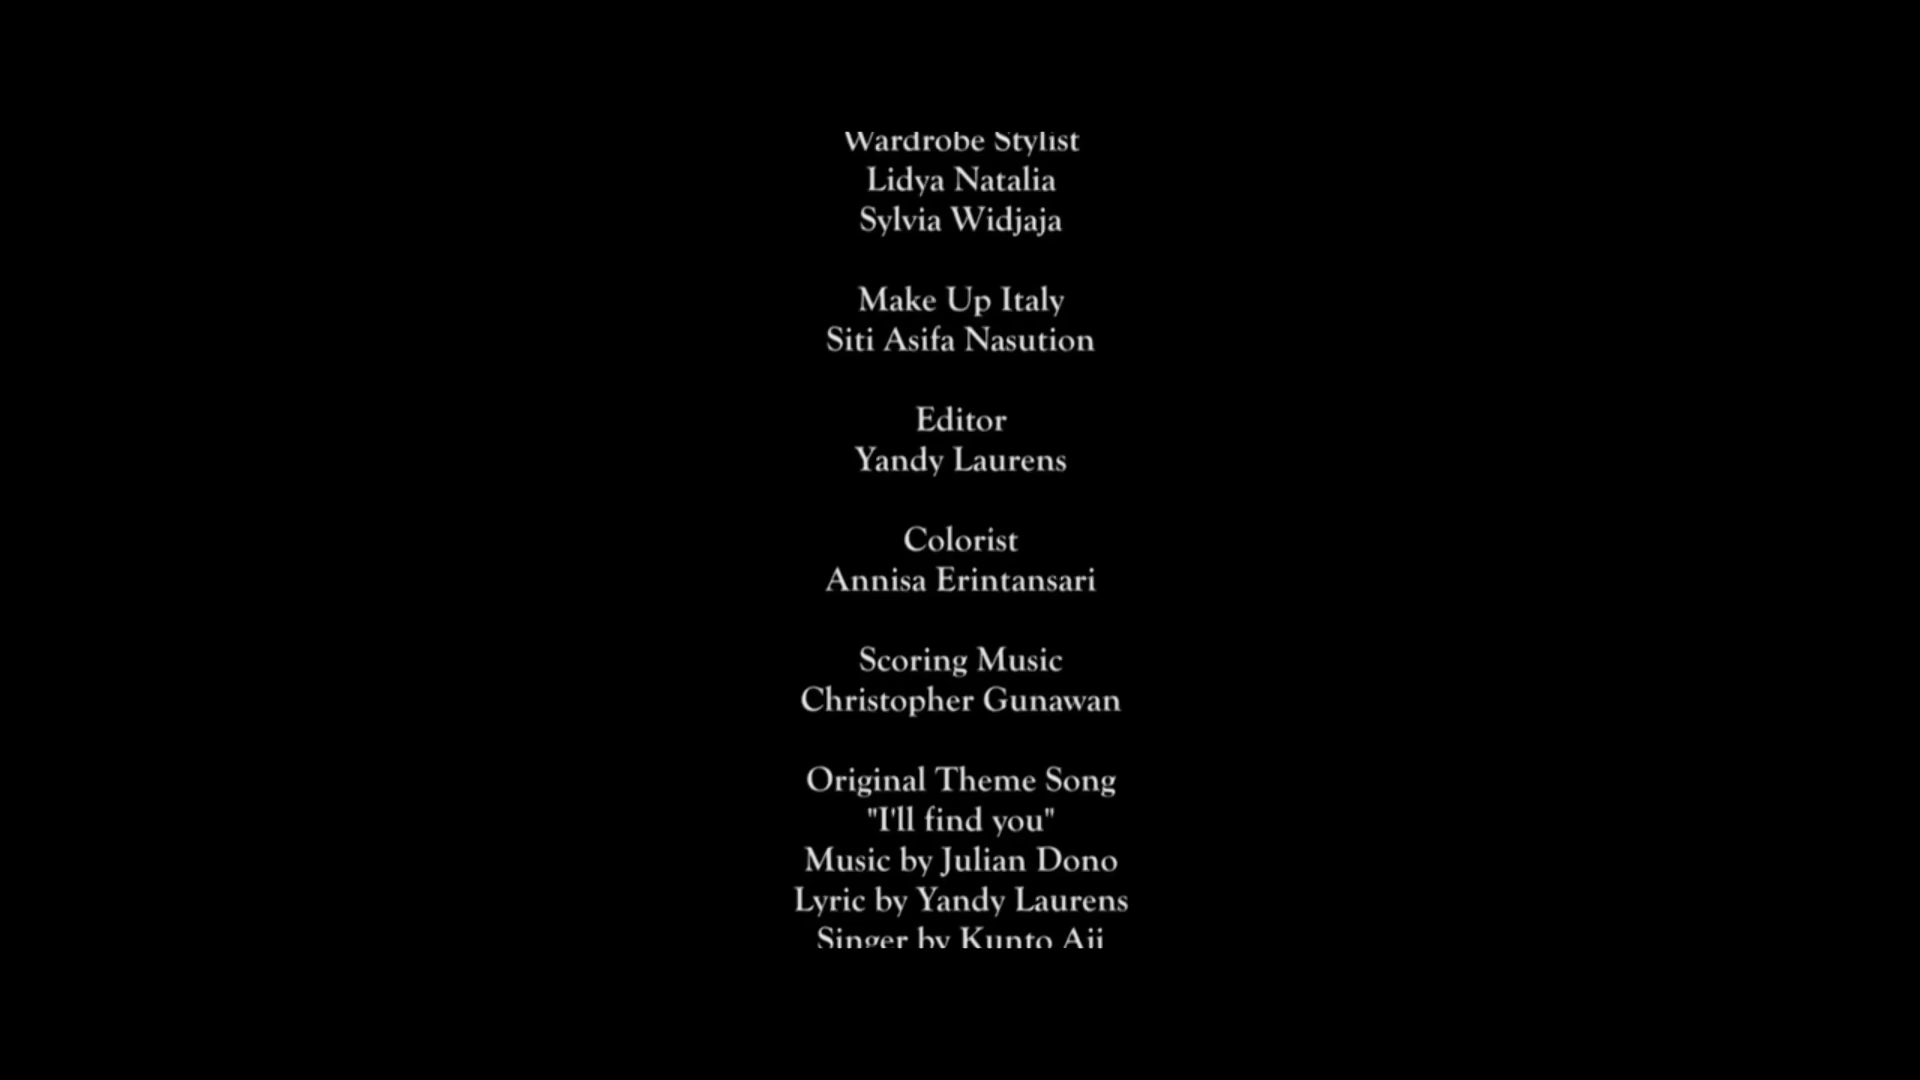 Wardrobe Stylist
Lidya Natalia
Sylvia Widjaja
Make Up Italy
Siti Asifa Nasution
Editor
Yandy Laurens
Colorist
Annisa Erintansari
Scoring Music
Christopher Gunawan
Original Theme Song
"I'll find you"
Music by Julian Dono
Lyric by Yandy Laurens
Singer by Kunto Aji